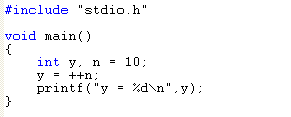 #include "stdio.h"
void main()
{
    int y, n = 10;
    y = ++n;
    printf("y = %d\n",y);
}